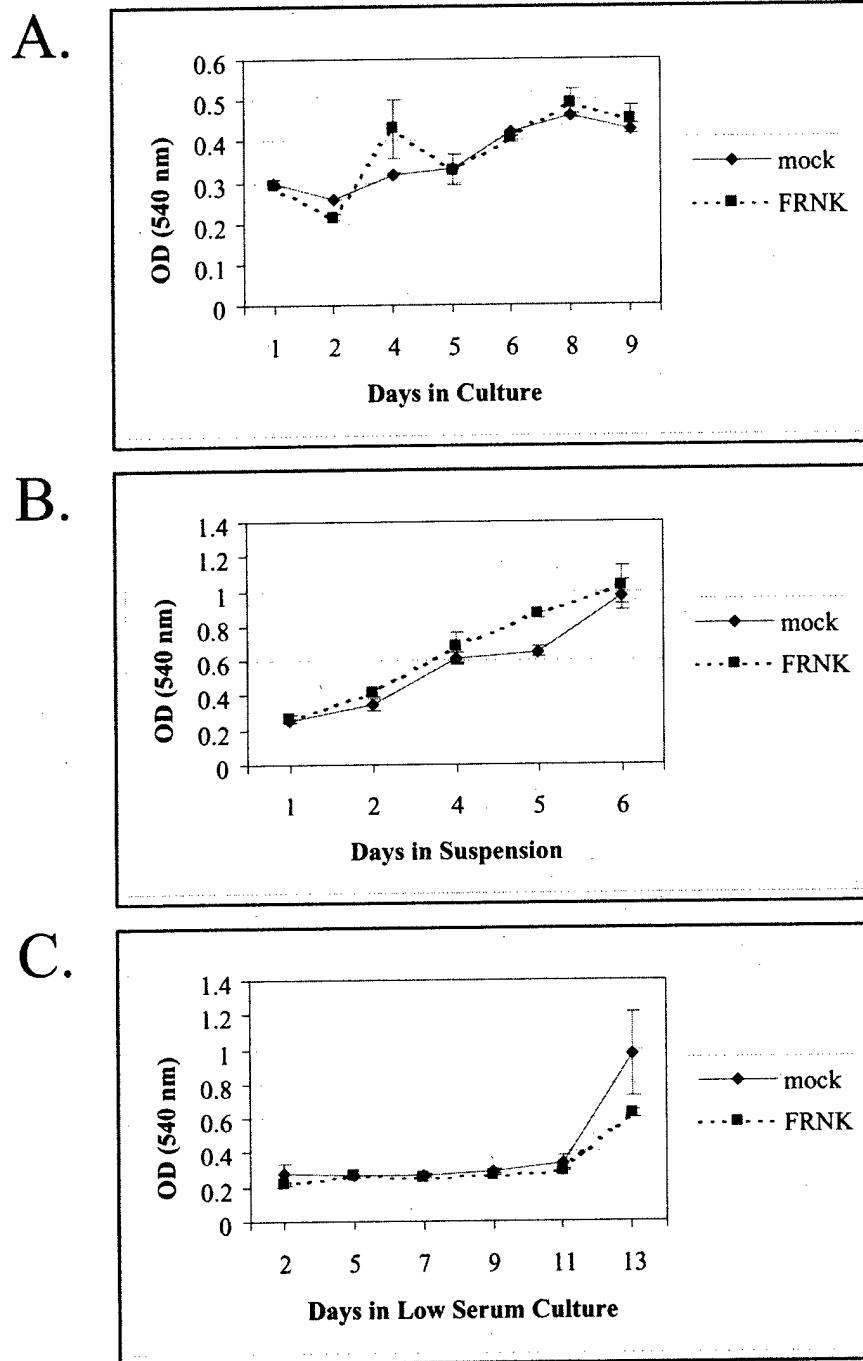 A.
0.6
0.5
0.4
0.3
0.2
0.1
0
OD (540 nm)
1 2 4 5 6 8 9
Days in Culture
mock
FRNK
B.
1.4
1.2
1
0.8
0.6
0.4
0.2
0
OD (540 nm)
1 2 4 5 6
Days in Suspension
mock
FRNK
C.
1.4
1.2
1
0.8
0.6
0.4
0.2
0
OD (540 nm)
2 5 7 9 11 13
Days in Low Serum Culture
mock
FRNK